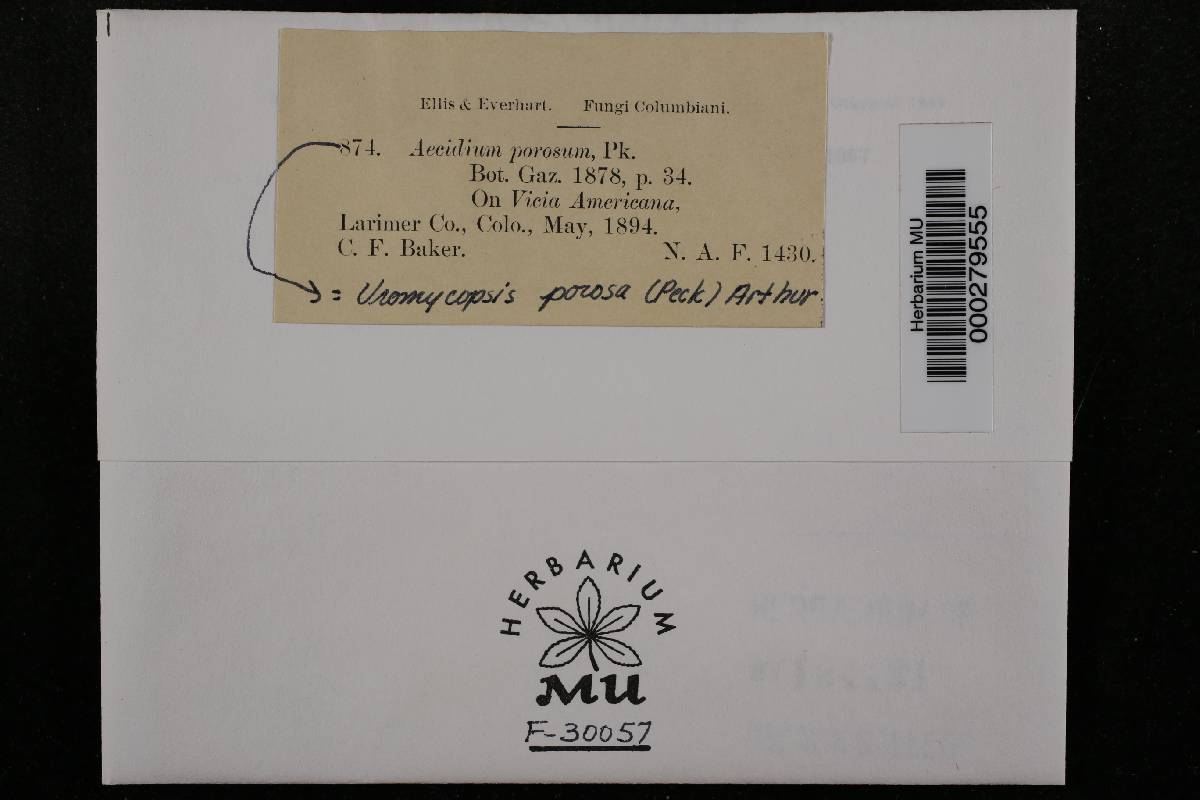 Ellis & Everhart. Fungi Columbiani.
874. Aecidium porosum, Pk.
Bot. Gaz. 1878, p. 34.
On Vicia Americana,
Larimer Co., Colo., May, 1894.
C. F. Baker. N. A. F. 1430.
= Uromycopsis porosa (Peck) Arthur
Herbarium MU
0000279555
HERBARIUM
MU
F-30057